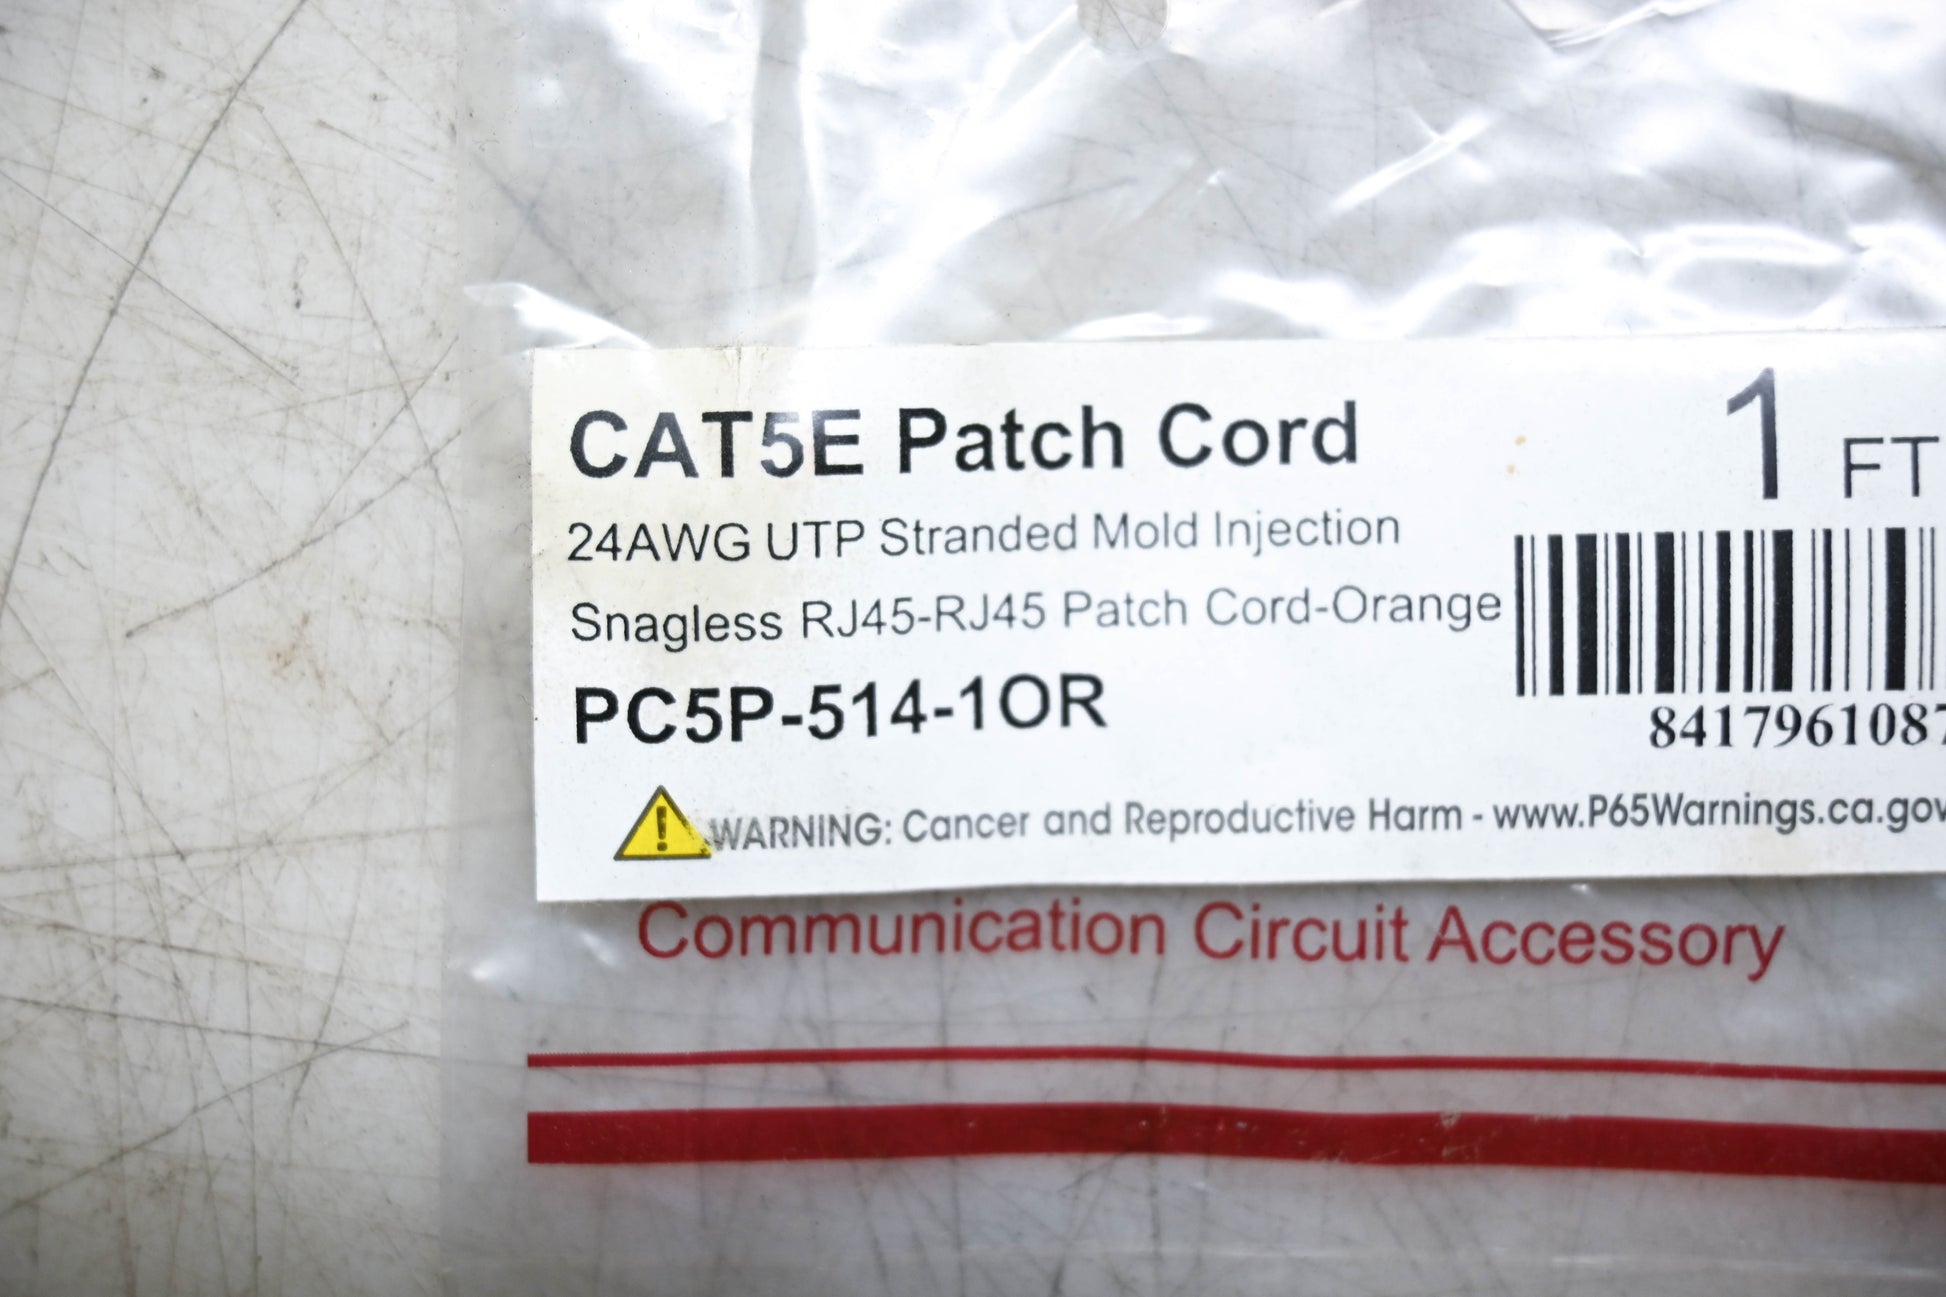 CAT5E Patch Cord
1 FT
24AWG UTP Stranded Mold Injection
Snagless RJ45-RJ45 Patch Cord-Orange
PC5P-514-1OR
8417961087
WARNING: Cancer and Reproductive Harm - www.P65Warnings.ca.gov
Communication Circuit Accessory